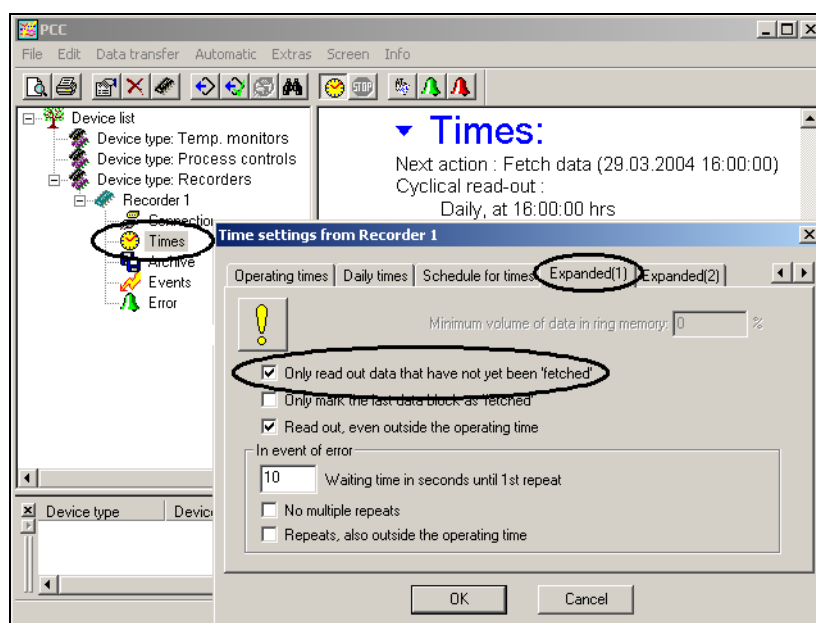 PCC
File Edit Data transfer Automatic Extras Screen Info
STOP
Device list
Device type: Temp. monitors
Device type: Process controls
Device type: Recorders
Recorder 1
Connection
Times
Archive
Events
Error
Times:
Next action : Fetch data (29.03.2004 16:00:00)
Cyclical read-out :
Daily, at 16:00:00 hrs
Time settings from Recorder 1
Operating times Daily times Schedule for times Expanded(1) Expanded(2)
Minimum volume of data in ring memory: 0 %
Only read out data that have not yet been 'fetched'
Only mark the last data block as 'fetched'
Read out, even outside the operating time
In event of error
10 Waiting time in seconds until 1st repeat
No multiple repeats
Repeats, also outside the operating time
Device type Devic
OK Cancel